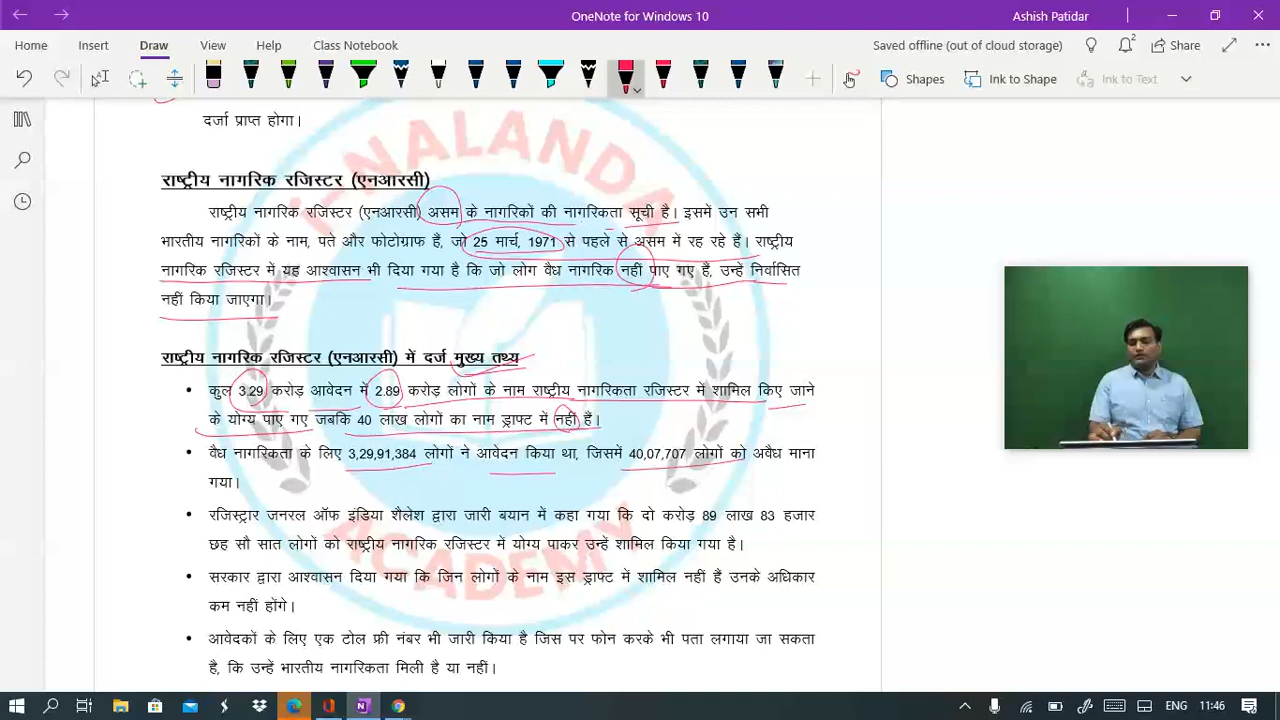 OneNote for Windows 10
Ashish Patidar
Home Insert Draw View Help Class Notebook
Saved offline (out of cloud storage) Share
Shapes Ink to Shape Ink to Text
दर्जा प्राप्त होगा।
राष्ट्रीय नागरिक रजिस्टर (एनआरसी)
राष्ट्रीय नागरिक रजिस्टर (एनआरसी) असम के नागरिकों की नागरिकता सूची है। इसमें उन सभी
भारतीय नागरिकों के नाम, पते और फोटोग्राफ हैं, जो 25 मार्च, 1971 से पहले से असम में रह रहे हैं। राष्ट्रीय
नागरिक रजिस्टर में यह आश्वासन भी दिया गया है कि जो लोग वैध नागरिक नहीं पाए गए हैं, उन्हें निर्वासित
नहीं किया जाएगा।
राष्ट्रीय नागरिक रजिस्टर (एनआरसी) में दर्ज मुख्य तथ्य
• कुल 3.29 करोड़ आवेदन में 2.89 करोड़ लोगों के नाम राष्ट्रीय नागरिकता रजिस्टर में शामिल किए जाने
के योग्य पाए गए जबकि 40 लाख लोगों का नाम ड्राफ्ट में नहीं हैं।
• वैध नागरिकता के लिए 3,29,91,384 लोगों ने आवेदन किया था, जिसमें 40,07,707 लोगों को अवैध माना
गया।
• रजिस्ट्रार जनरल ऑफ इंडिया शैलेश द्वारा जारी बयान में कहा गया कि दो करोड़ 89 लाख 83 हजार
छह सौ सात लोगों को राष्ट्रीय नागरिक रजिस्टर में योग्य पाकर उन्हें शामिल किया गया है।
• सरकार द्वारा आश्वासन दिया गया कि जिन लोगों के नाम इस ड्राफ्ट में शामिल नहीं हैं उनके अधिकार
कम नहीं होंगे।
• आवेदकों के लिए एक टोल फ्री नंबर भी जारी किया है जिस पर फोन करके भी पता लगाया जा सकता
है, कि उन्हें भारतीय नागरिकता मिली है या नहीं।
i-NALANDA
ACADEMY
ENG 11:46